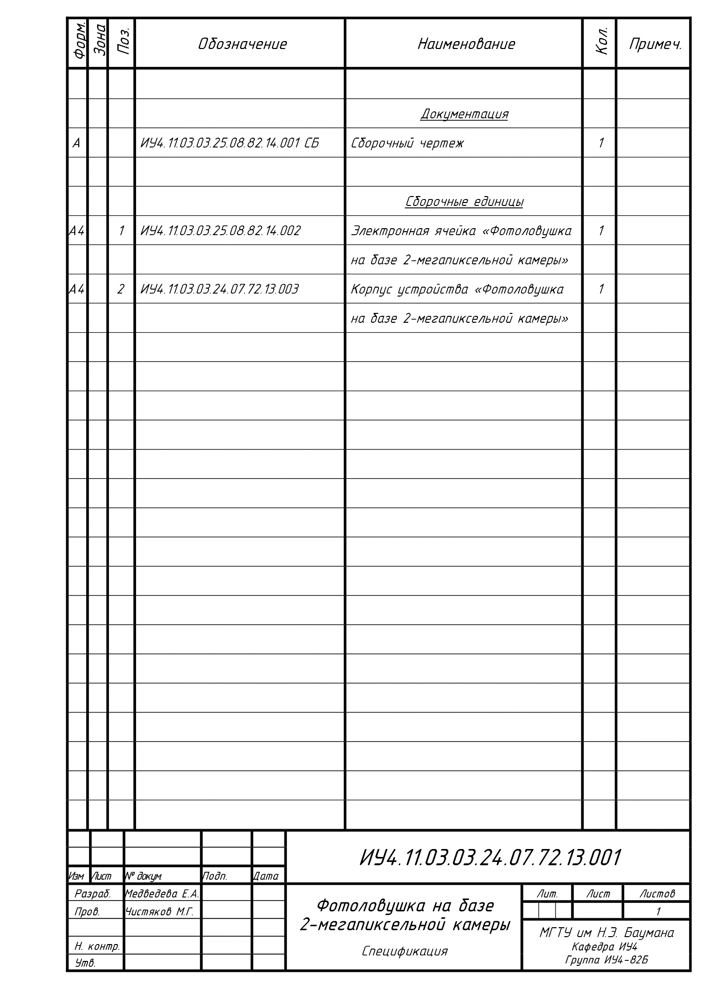 Форм. Зона Поз. Обозначение Наименование Кол. Примеч.
Документация
А ИУ4.11.03.03.25.08.82.14.001 СБ Сборочный чертеж 1
Сборочные единицы
А4 1 ИУ4.11.03.03.25.08.82.14.002 Электронная ячейка «Фотоловушка 1
на базе 2-мегапиксельной камеры»
А4 2 ИУ4.11.03.03.24.07.72.13.003 Корпус устройства «Фотоловушка 1
на базе 2-мегапиксельной камеры»
ИУ4.11.03.03.24.07.72.13.001
Изм Лист № докум. Подп. Дата
Разраб. Медведева Е.А.
Пров. Чистяков М.Г.
Н. контр.
Утв.
Фотоловушка на базе
2-мегапиксельной камеры
Спецификация
Лит. Лист Листов
1
МГТУ им Н.Э. Баумана
Кафедра ИУ4
Группа ИУ4-82Б